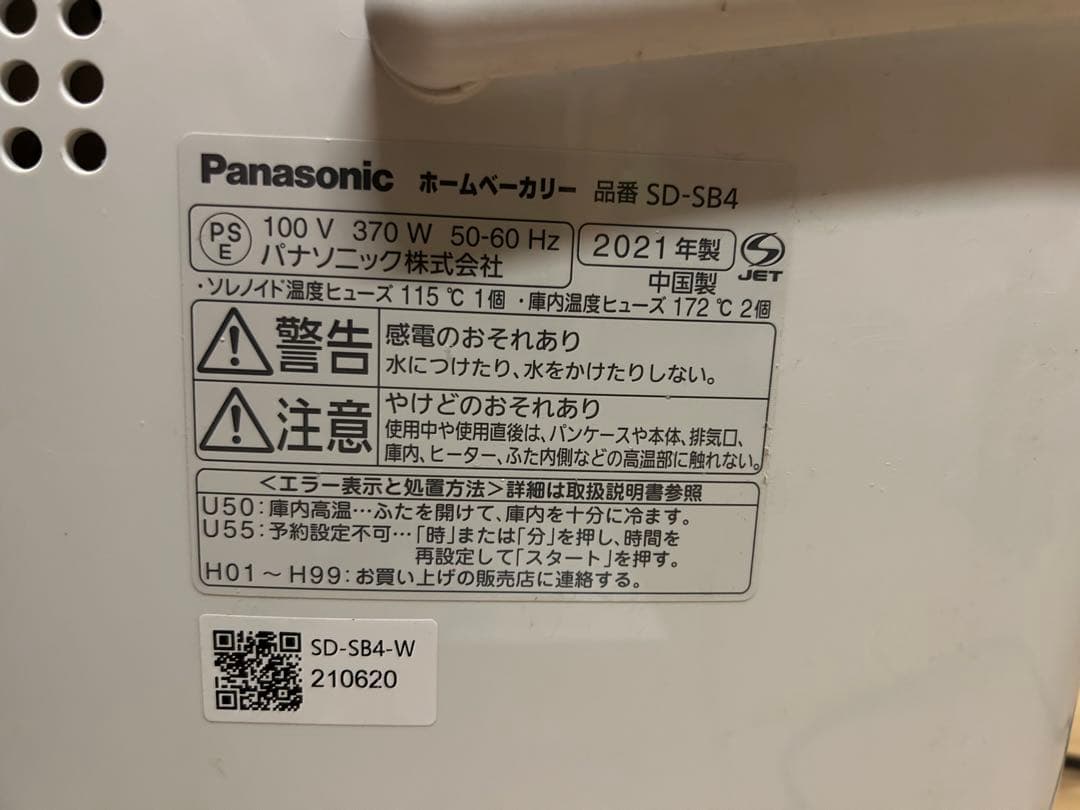 Panasonic ホームベーカリー 品番 SD-SB4
PS E 100 V 370 W 50-60 Hz
パナソニック株式会社
2021年製
中国製
JET
・ソレノイド温度ヒューズ 115 ℃ 1個 ・庫内温度ヒューズ 172 ℃ 2個
警告
感電のおそれあり
水につけたり、水をかけたりしない。
注意
やけどのおそれあり
使用中や使用直後は、パンケースや本体、排気口、
庫内、ヒーター、ふた内側などの高温部に触れない。
＜エラー表示と処置方法＞詳細は取扱説明書参照
U50:庫内高温…ふたを開けて、庫内を十分に冷ます。
U55:予約設定不可…「時」または「分」を押し、時間を
再設定して「スタート」を押す。
H01～H99:お買い上げの販売店に連絡する。
SD-SB4-W
210620